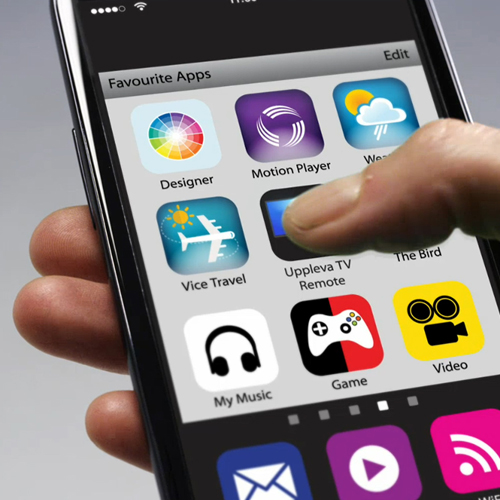 Favourite Apps
Edit
Designer
Motion Player
Vice Travel
Uppleva TV
Remote
The Bird
My Music
Game
Video